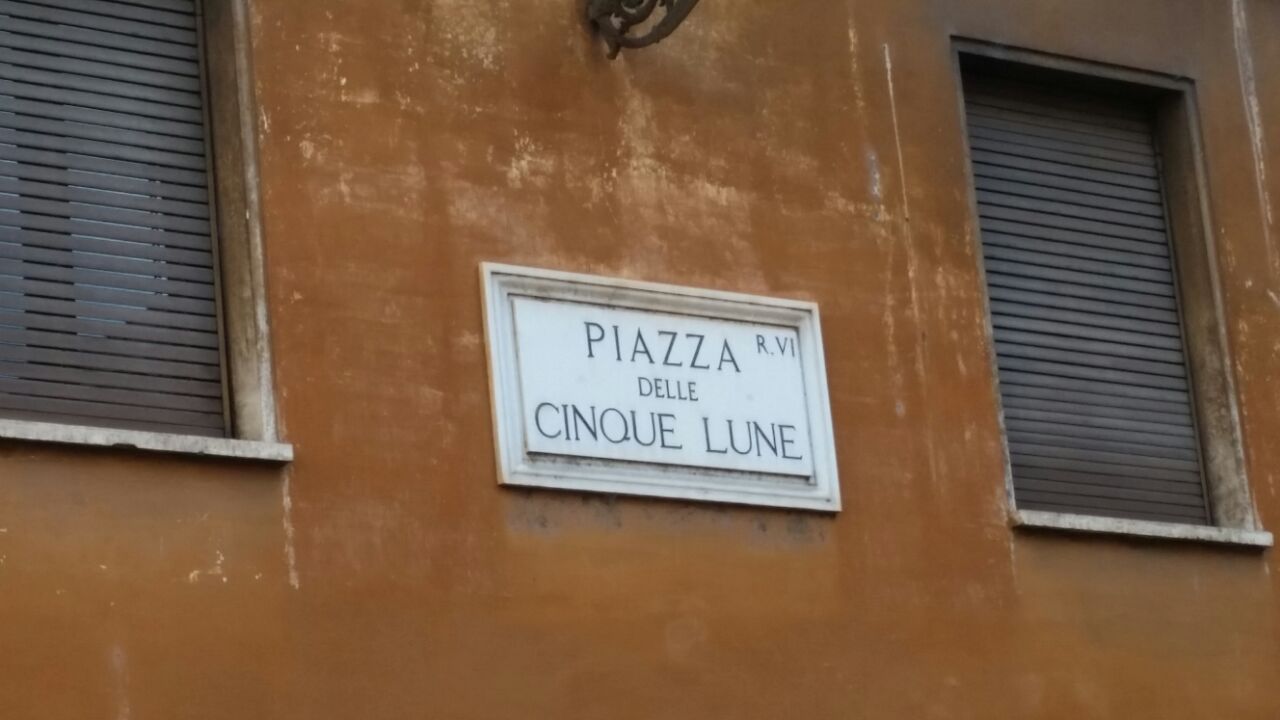 PIAZZA R.VI
DELLE
CINQUE LUNE